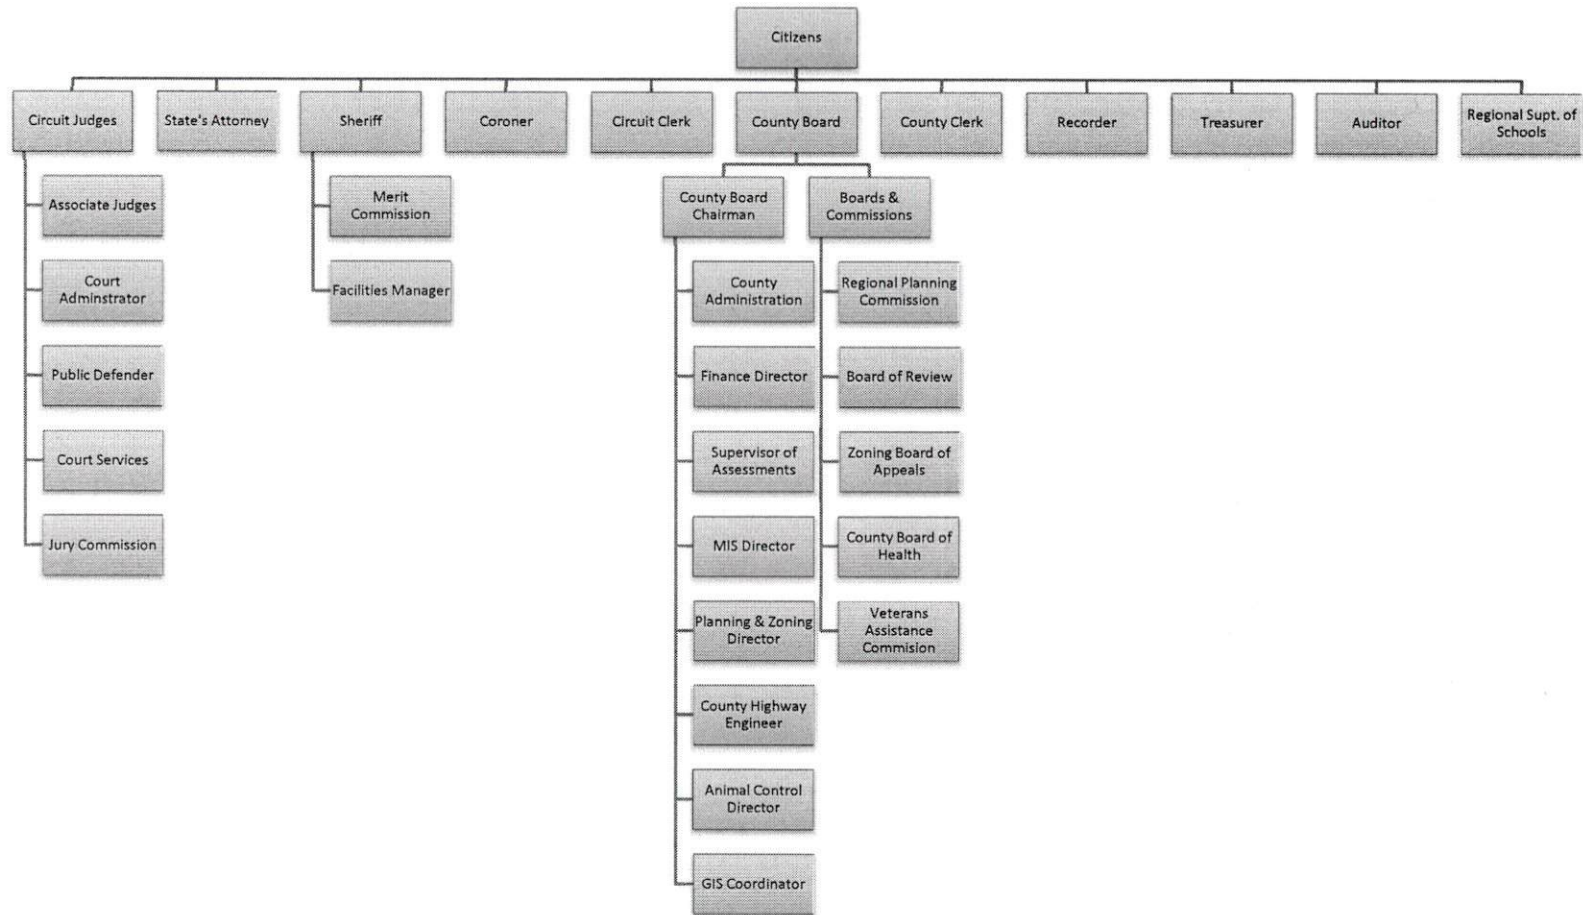 Citizens
Circuit Judges
State's Attorney
Sheriff
Coroner
Circuit Clerk
County Board
County Clerk
Recorder
Treasurer
Auditor
Regional Supt. of
Schools
Associate Judges
Court
Adminstrator
Public Defender
Court Services
Jury Commission
Merit
Commission
Facilities Manager
County Board
Chairman
County
Administration
Finance Director
Supervisor of
Assessments
MIS Director
Planning & Zoning
Director
County Highway
Engineer
Animal Control
Director
GIS Coordinator
Boards &
Commissions
Regional Planning
Commission
Board of Review
Zoning Board of
Appeals
County Board of
Health
Veterans
Assistance
Commision